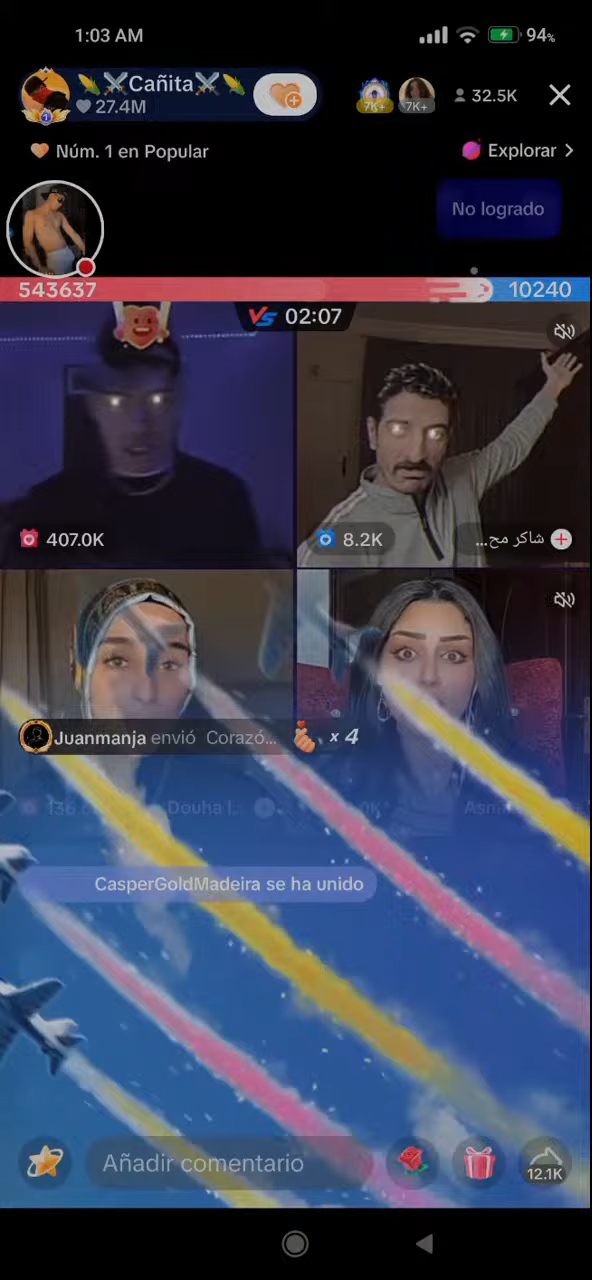 1:03 AM
94%
Cañita
27.4M
7K+
7K+
32.5K
Núm. 1 en Popular
Explorar
No logrado
543637
10240
VS 02:07
407.0K
8.2K
شاكر مح...
Juanmanja envió Corazó... x 4
Douha I..
CasperGoldMadeira se ha unido
Añadir comentario
12.1K